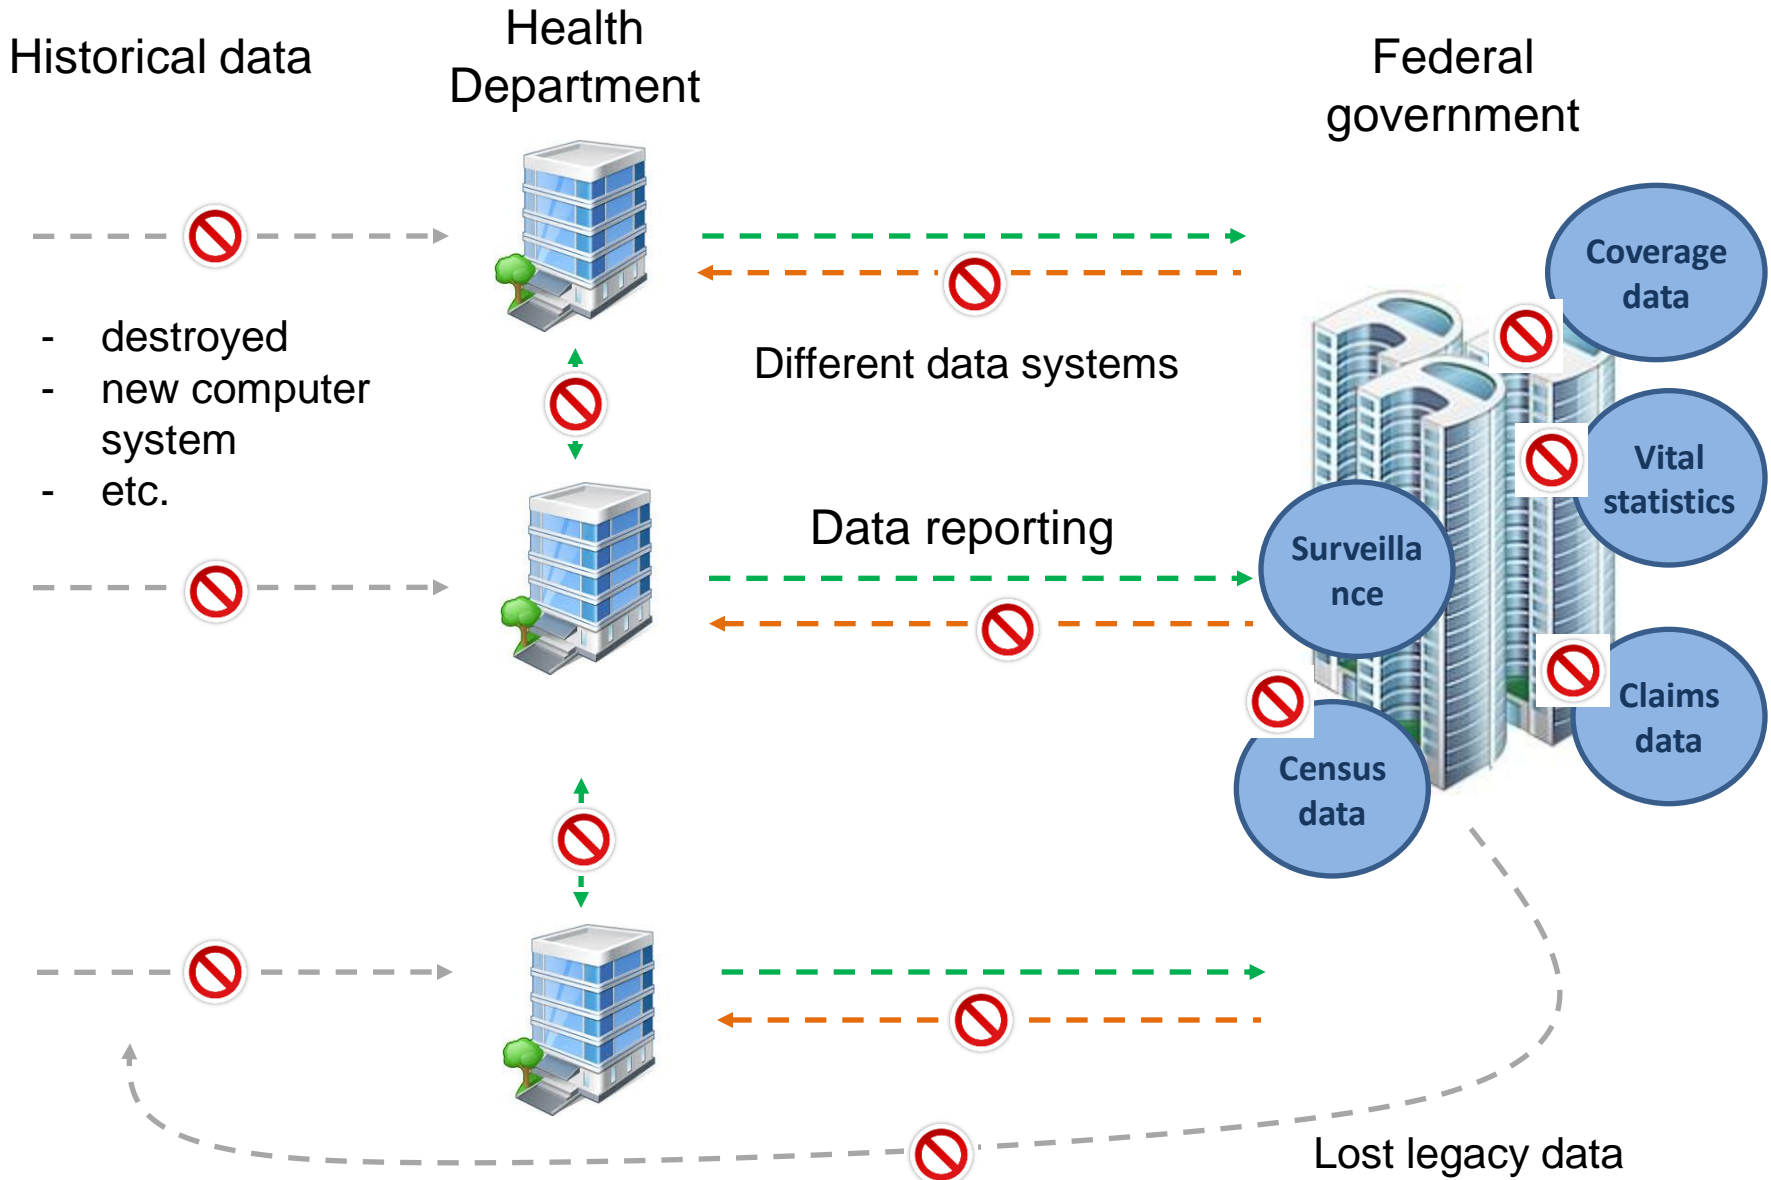 Historical data
Health
Department
Federal
government
- destroyed
- new computer
system
- etc.
Different data systems
Data reporting
Coverage
data
Vital
statistics
Surveilla
nce
Claims
data
Census
data
Lost legacy data